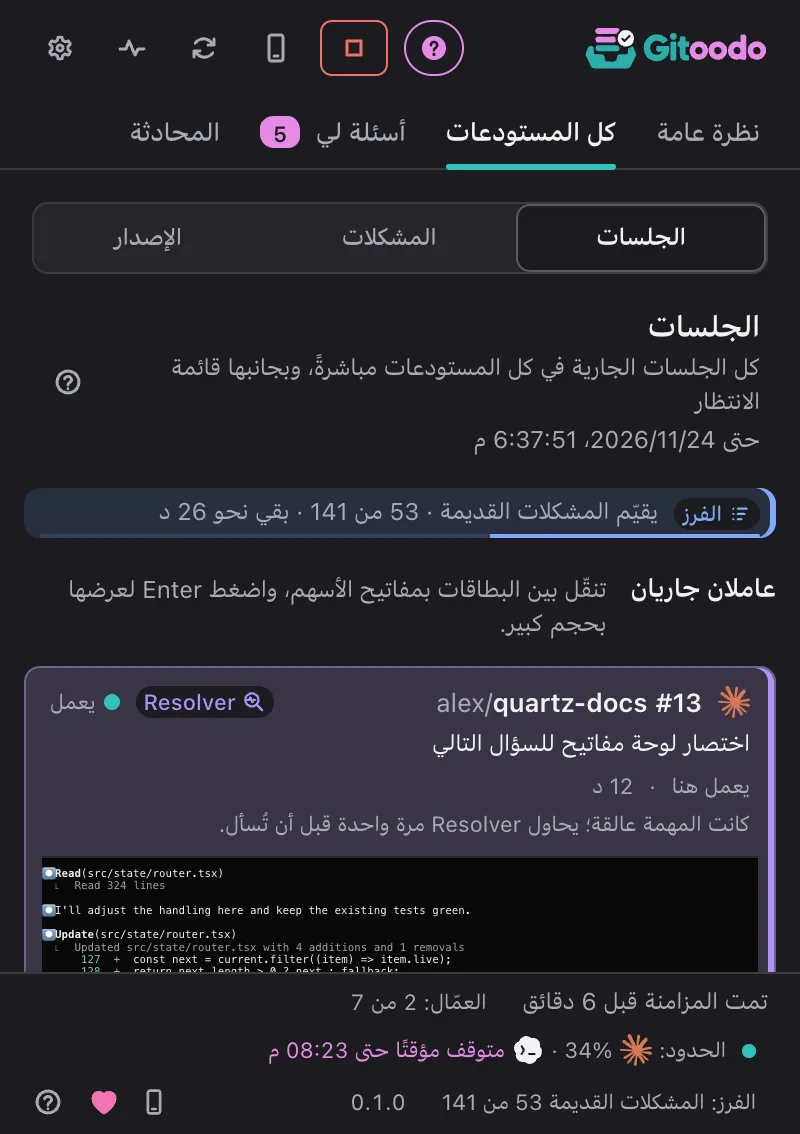 Gitoodo
نظرة عامة
كل المستودعات
أسئلة لي 5
المحادثة
الجلسات
المشكلات
الإصدار
الجلسات
كل الجلسات الجارية في كل المستودعات مباشرةً، وبجانبها قائمة
الانتظار
حتى 2026/11/24، 6:37:51 م
الفرز يقيّم المشكلات القديمة · 53 من 141 · بقي نحو 26 د
عاملان جاريان
تنقّل بين البطاقات بمفاتيح الأسهم، واضغط Enter لعرضها
بحجم كبير.
alex/quartz-docs #13
Resolver
يعمل
اختصار لوحة مفاتيح للسؤال التالي
يعمل هنا · 12 د
كانت المهمة عالقة؛ يحاول Resolver مرة واحدة قبل أن تُسأل.
Read(src/state/router.tsx)
Read 324 lines
I'll adjust the handling here and keep the existing tests green.
Update(src/state/router.tsx)
Updated src/state/router.tsx with 4 additions and 1 removals
127 + const next = current.filter((item) => item.live);
128 + return next.length > 0 ? next : fallback;
تمت المزامنة قبل 6 دقائق
العمّال: 2 من 7
الحدود: 34% · متوقف مؤقتًا حتى 08:23 م
الفرز: المشكلات القديمة 53 من 141
0.1.0